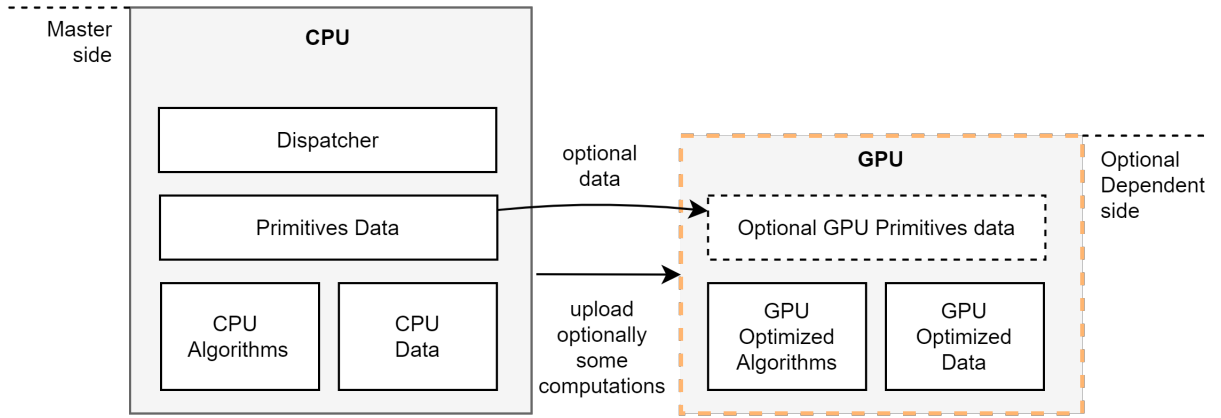 Master
side
CPU
Dispatcher
Primitives Data
CPU
Algorithms
CPU
Data
optional
data
upload
optionally
some
computations
GPU
Optional GPU Primitives data
GPU
Optimized
Algorithms
GPU
Optimized
Data
Optional
Dependent
side